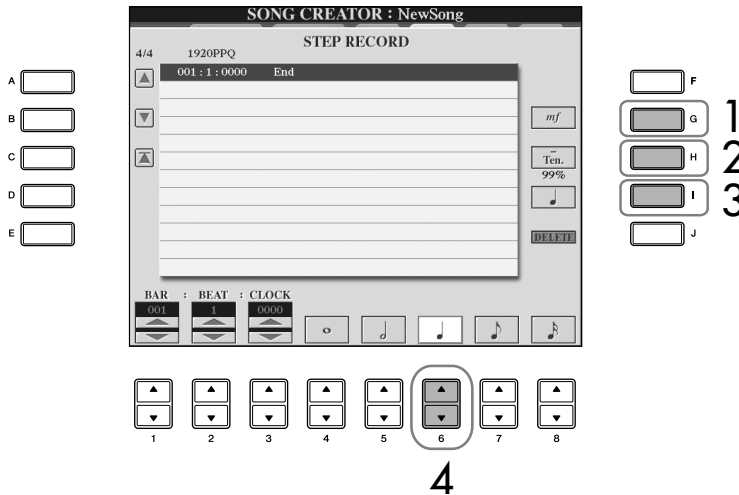 SONG CREATOR : NewSong
STEP RECORD
4/4 1920PPQ
001 : 1 : 0000 End
A
B
C
D
E
mf
Ten.
99%
DELETE
F
G 1
H 2
I 3
J
BAR : BEAT : CLOCK
001 1 0000
1 2 3 4 5 6 7 8
4